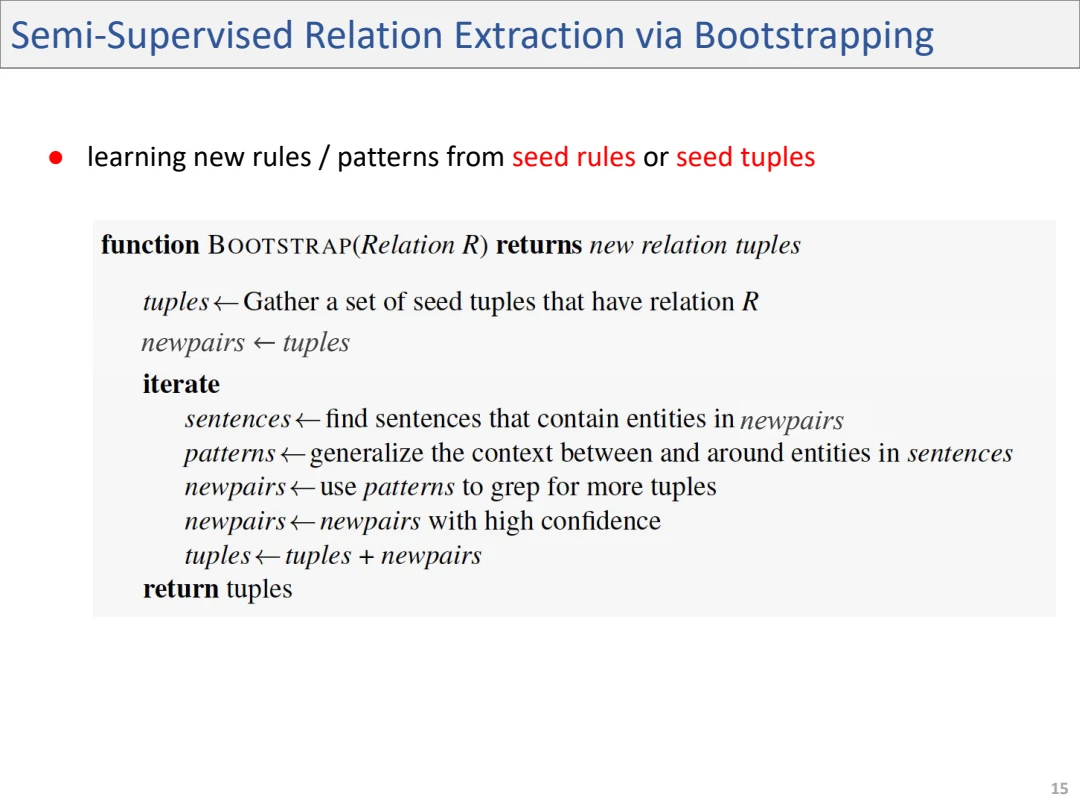 Semi-Supervised Relation Extraction via Bootstrapping
● learning new rules / patterns from seed rules or seed tuples
function BOOTSTRAP(Relation R) returns new relation tuples
tuples ← Gather a set of seed tuples that have relation R
newpairs ← tuples
iterate
sentences ← find sentences that contain entities in newpairs
patterns ← generalize the context between and around entities in sentences
newpairs ← use patterns to grep for more tuples
newpairs ← newpairs with high confidence
tuples ← tuples + newpairs
return tuples
15